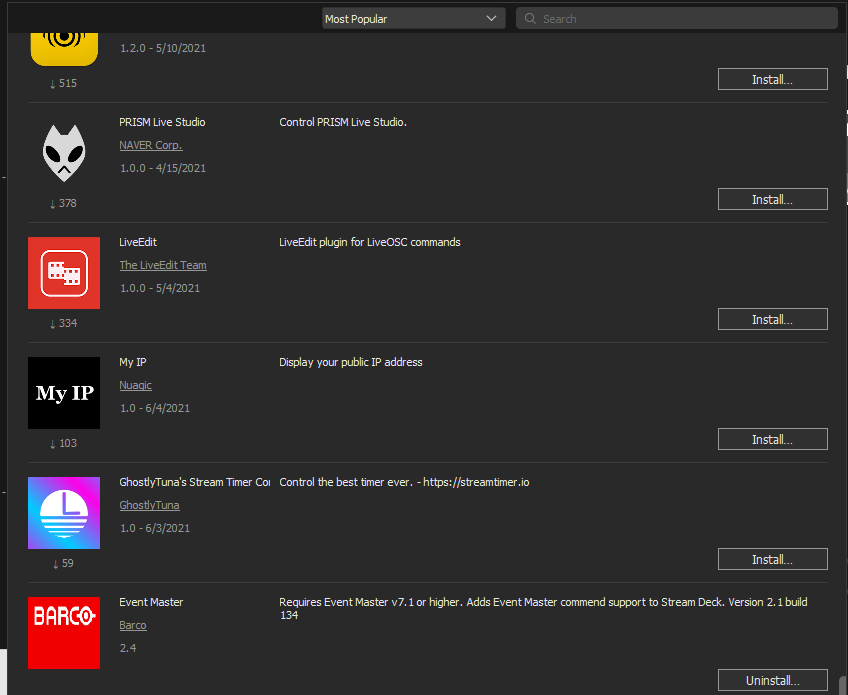 Most Popular
Search
1.2.0 - 5/10/2021
↓ 515
Install...
PRISM Live Studio
Control PRISM Live Studio.
NAVER Corp.
1.0.0 - 4/15/2021
↓ 378
Install...
LiveEdit
LiveEdit plugin for LiveOSC commands
The LiveEdit Team
1.0.0 - 5/4/2021
↓ 334
Install...
My IP
Display your public IP address
Nuagic
My IP
1.0 - 6/4/2021
↓ 103
Install...
GhostlyTuna's Stream Timer Con
Control the best timer ever. - https://streamtimer.io
GhostlyTuna
1.0 - 6/3/2021
↓ 59
Install...
Event Master
Requires Event Master v7.1 or higher. Adds Event Master commend support to Stream Deck. Version 2.1 build
134
BARCO
Barco
2.4
Uninstall...